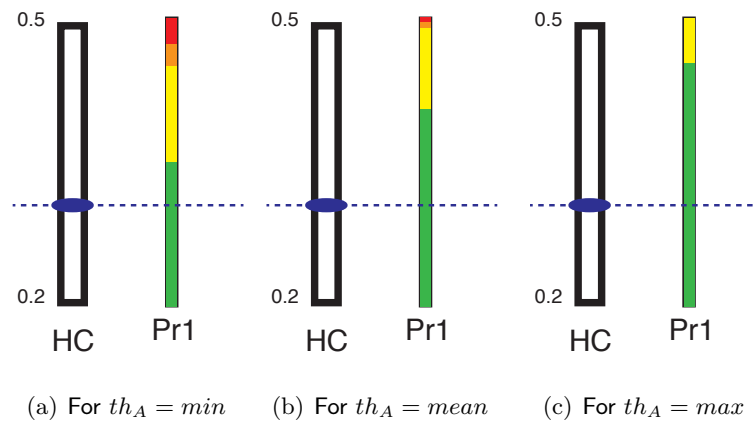 0.5
0.2
HC
Pr1
(a) For th_A = min
0.5
0.2
HC
Pr1
(b) For th_A = mean
0.5
0.2
HC
Pr1
(c) For th_A = max